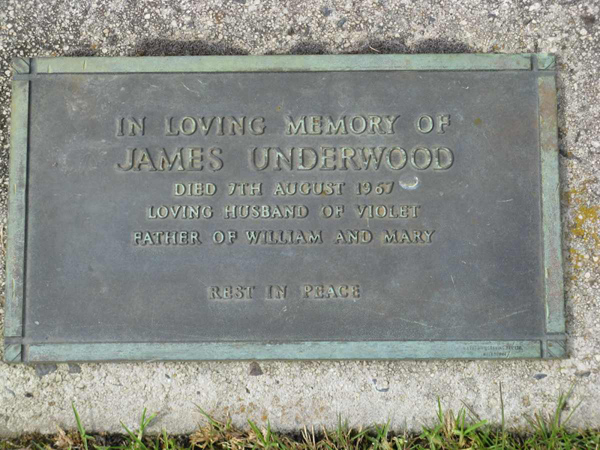 IN LOVING MEMORY OF
JAMES UNDERWOOD
DIED 7TH AUGUST 1967
LOVING HUSBAND OF VIOLET
FATHER OF WILLIAM AND MARY
REST IN PEACE